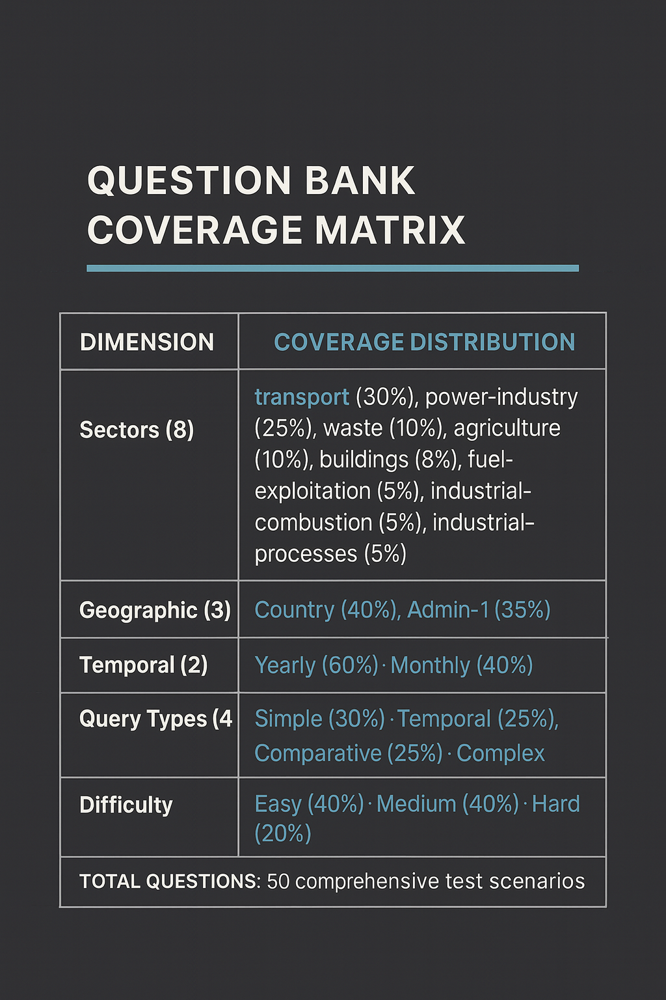 QUESTION BANK
COVERAGE MATRIX
DIMENSION
COVERAGE DISTRIBUTION
Sectors (8)
transport (30%), power-industry
(25%), waste (10%), agriculture
(10%), buildings (8%), fuel-
exploitation (5%), industrial-
combustion (5%), industrial-
processes (5%)
Geographic (3)
Country (40%), Admin-1 (35%)
Temporal (2)
Yearly (60%) · Monthly (40%)
Query Types (4
Simple (30%) · Temporal (25%),
Comparative (25%) · Complex
Difficulty
Easy (40%) · Medium (40%) · Hard
(20%)
TOTAL QUESTIONS: 50 comprehensive test scenarios